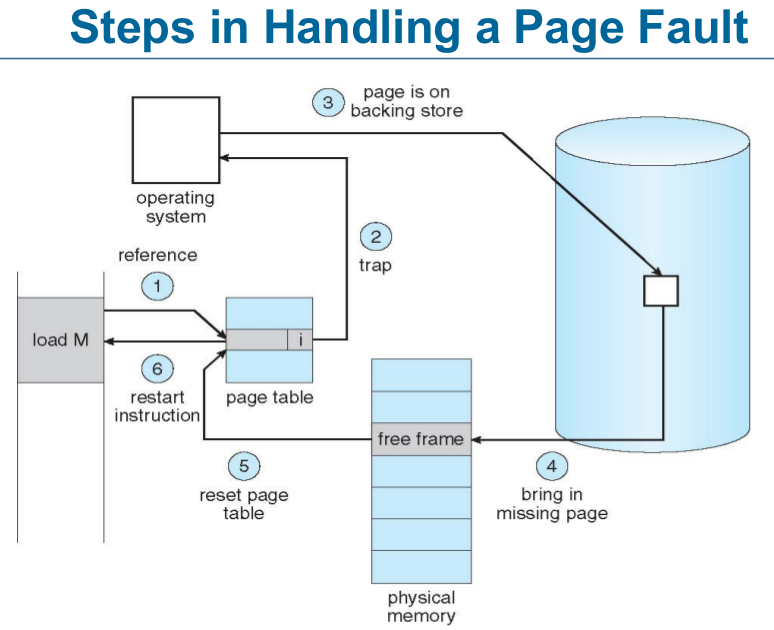 Steps in Handling a Page Fault
3
page is on
backing store
operating
system
2
trap
reference
1
load M
i
6
restart
instruction
page table
free frame
5
reset page
table
4
bring in
missing page
physical
memory